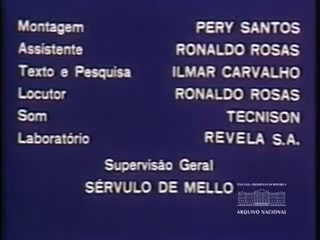 Montagem PERY SANTOS
Assistente RONALDO ROSAS
Texto e Pesquisa ILMAR CARVALHO
Locutor RONALDO ROSAS
Som TECNISON
Laboratório REVELA S.A.
Supervisão Geral
SÉRVULO DE MELLO
ARQUIVO NACIONAL